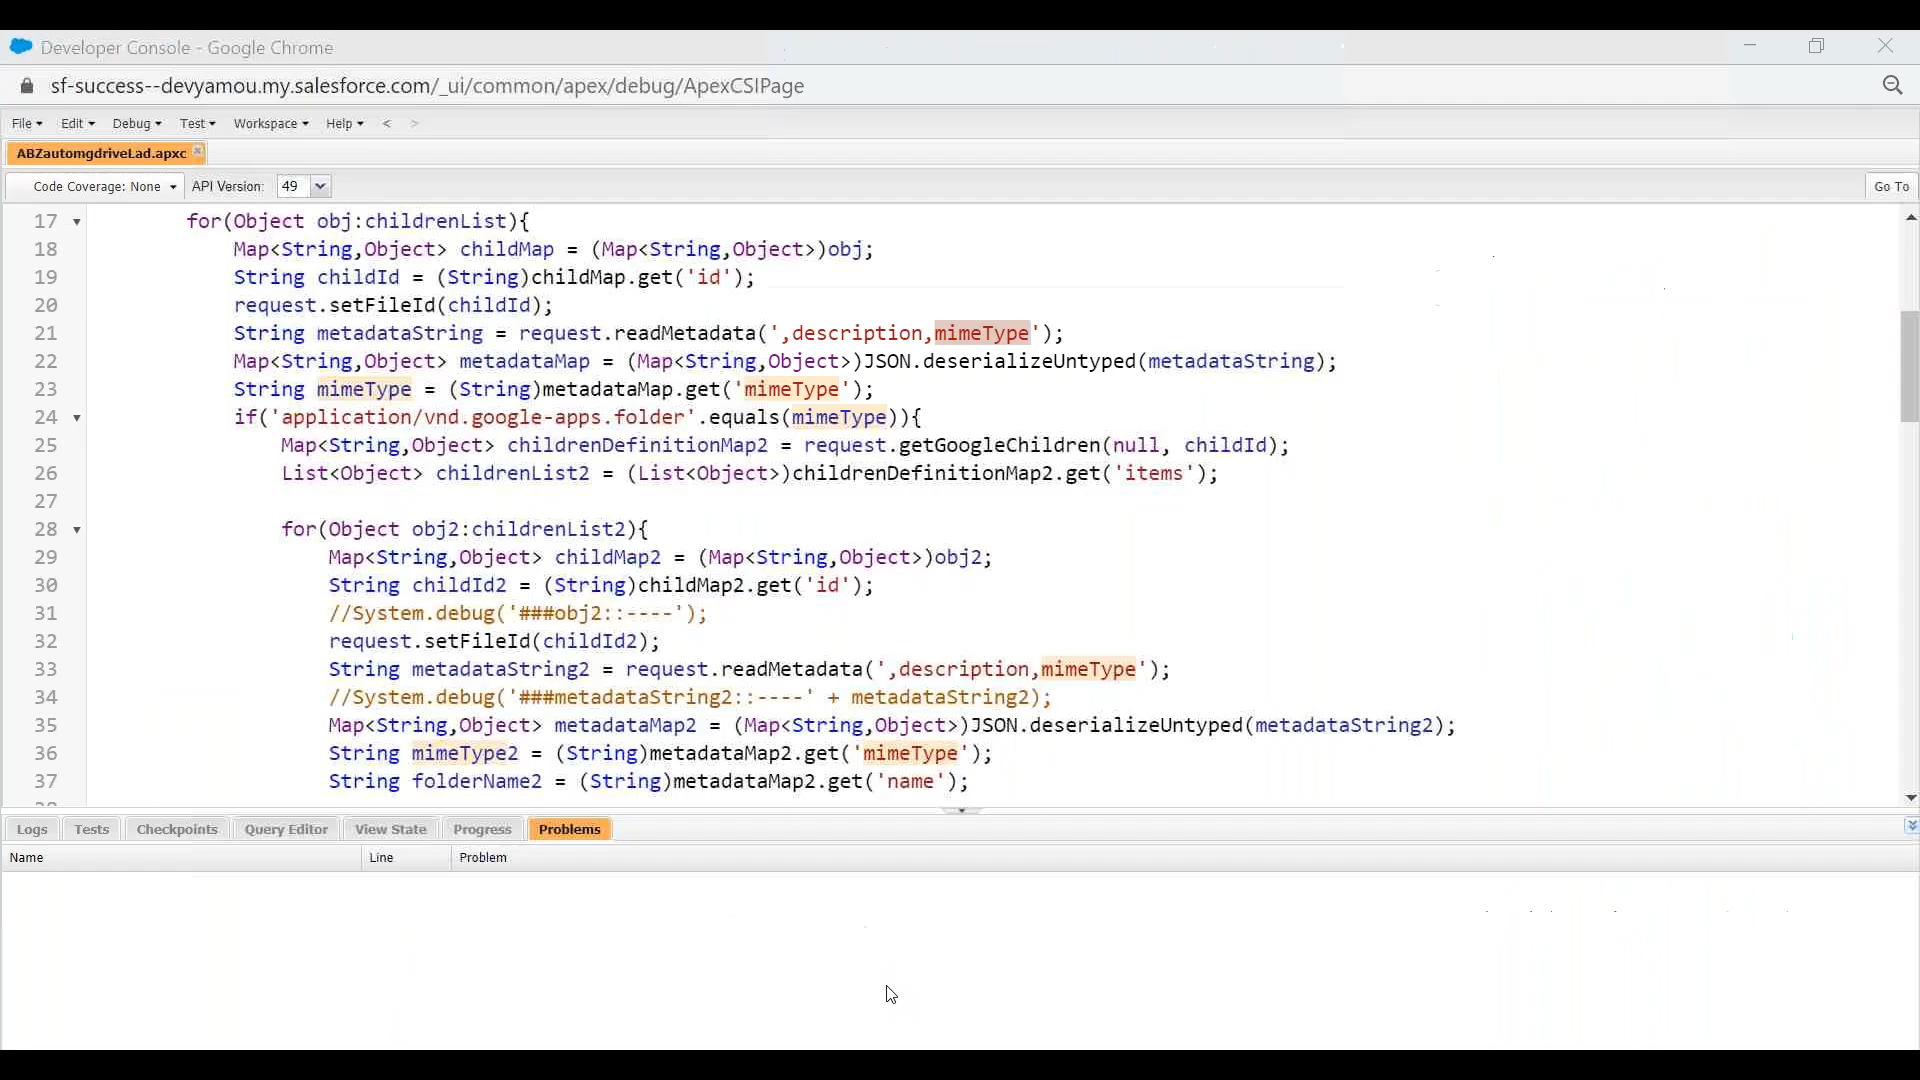 Developer Console - Google Chrome
sf-success--devyamou.my.salesforce.com/_ui/common/apex/debug/ApexCSIPage
File Edit Debug Test Workspace Help < >
ABZautomgdriveLad.apxc
Code Coverage: None API Version: 49 Go To
17 for(Object obj:childrenList){
18 Map<String,Object> childMap = (Map<String,Object>)obj;
19 String childId = (String)childMap.get('id');
20 request.setFileId(childId);
21 String metadataString = request.readMetadata(',description,mimeType');
22 Map<String,Object> metadataMap = (Map<String,Object>)JSON.deserializeUntyped(metadataString);
23 String mimeType = (String)metadataMap.get('mimeType');
24 if('application/vnd.google-apps.folder'.equals(mimeType)){
25 Map<String,Object> childrenDefinitionMap2 = request.getGoogleChildren(null, childId);
26 List<Object> childrenList2 = (List<Object>)childrenDefinitionMap2.get('items');
27
28 for(Object obj2:childrenList2){
29 Map<String,Object> childMap2 = (Map<String,Object>)obj2;
30 String childId2 = (String)childMap2.get('id');
31 //System.debug('###obj2::----');
32 request.setFileId(childId2);
33 String metadataString2 = request.readMetadata(',description,mimeType');
34 //System.debug('###metadataString2::----' + metadataString2);
35 Map<String,Object> metadataMap2 = (Map<String,Object>)JSON.deserializeUntyped(metadataString2);
36 String mimeType2 = (String)metadataMap2.get('mimeType');
37 String folderName2 = (String)metadataMap2.get('name');
Logs Tests Checkpoints Query Editor View State Progress Problems
Name Line Problem